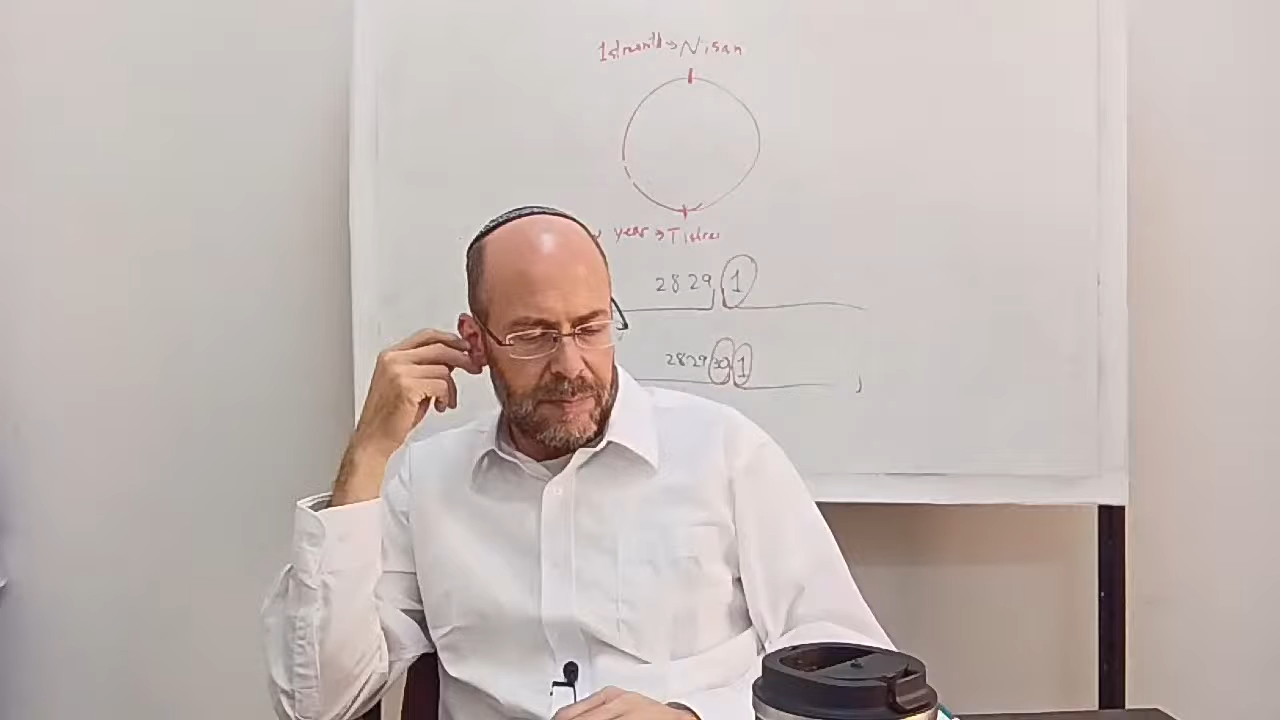 1st month → Nisan
year → Tishrei
28 29 1
28 29 30 1